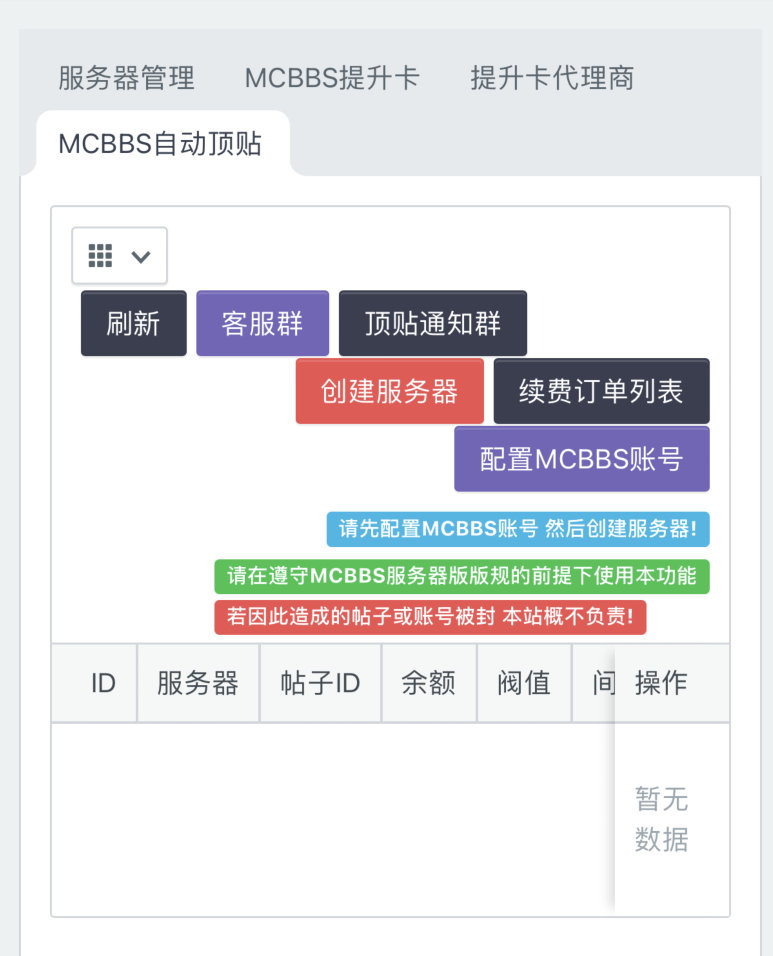 服务器管理 MCBBS提升卡 提升卡代理商
MCBBS自动顶贴
刷新 客服群 顶贴通知群
创建服务器 续费订单列表
配置MCBBS账号
请先配置MCBBS账号 然后创建服务器!
请在遵守MCBBS服务器版版规的前提下使用本功能
若因此造成的帖子或账号被封 本站概不负责!
ID 服务器 帖子ID 余额 阀值 间 操作
暂无
数据